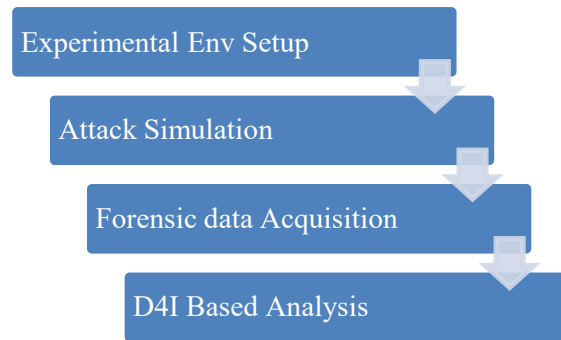 Experimental Env Setup
Attack Simulation
Forensic data Acquisition
D4I Based Analysis